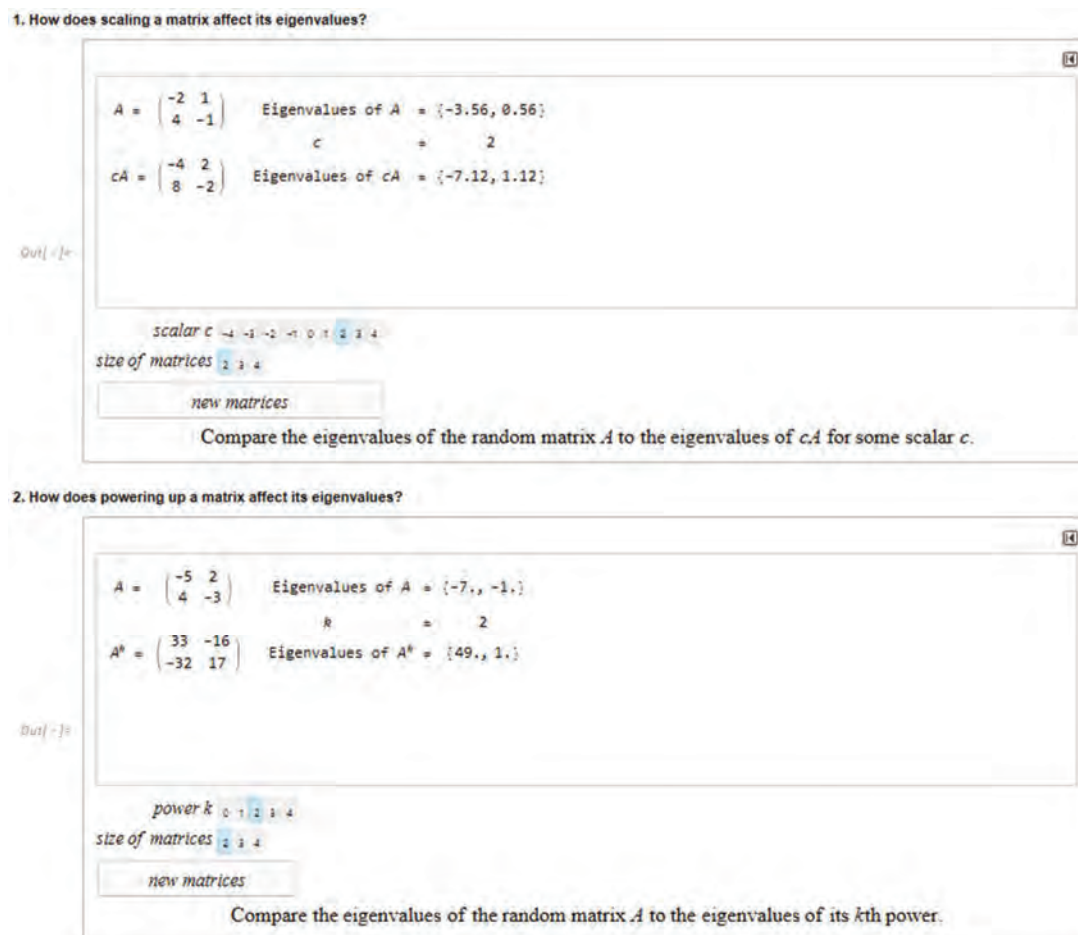 1. How does scaling a matrix affect its eigenvalues?
A = (-2 1
4 -1) Eigenvalues of A = {-3.56, 0.56}
c = 2
cA = (-4 2
8 -2) Eigenvalues of cA = {-7.12, 1.12}
scalar c -4 -3 -2 -1 0 1 2 3 4
size of matrices 2 3 4
new matrices
Compare the eigenvalues of the random matrix A to the eigenvalues of cA for some scalar c.
2. How does powering up a matrix affect its eigenvalues?
A = (-5 2
4 -3) Eigenvalues of A = {-7., -1.}
k = 2
Aᵏ = (33 -16
-32 17) Eigenvalues of Aᵏ = {49., 1.}
power k 0 1 2 3 4
size of matrices 2 3 4
new matrices
Compare the eigenvalues of the random matrix A to the eigenvalues of its kth power.